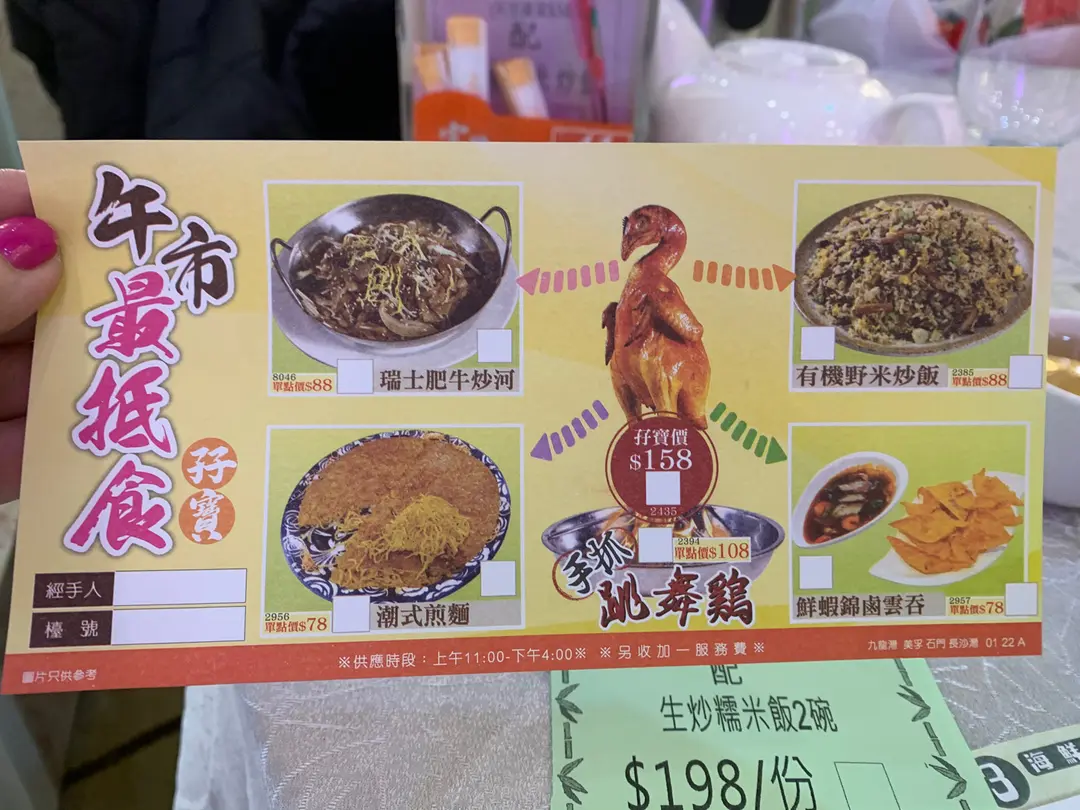 配
午市最抵食
孖寶
經手人
檯 號
8046
單點價$88
瑞士肥牛炒河
2956
單點價$78
潮式煎麵
孖寶價
$158
2435
2394
單點價$108
手抓
跳舞鷄
有機野米炒飯
2385
單點價$88
鮮蝦錦鹵雲吞
2957
單點價$78
圖片只供參考
※供應時段：上午11:00-下午4:00※ ※另收加一服務費※
九龍灣 美孚 石門 長沙灣 01 22 A
配
生炒糯米飯2碗
$198/份
3 海鮮